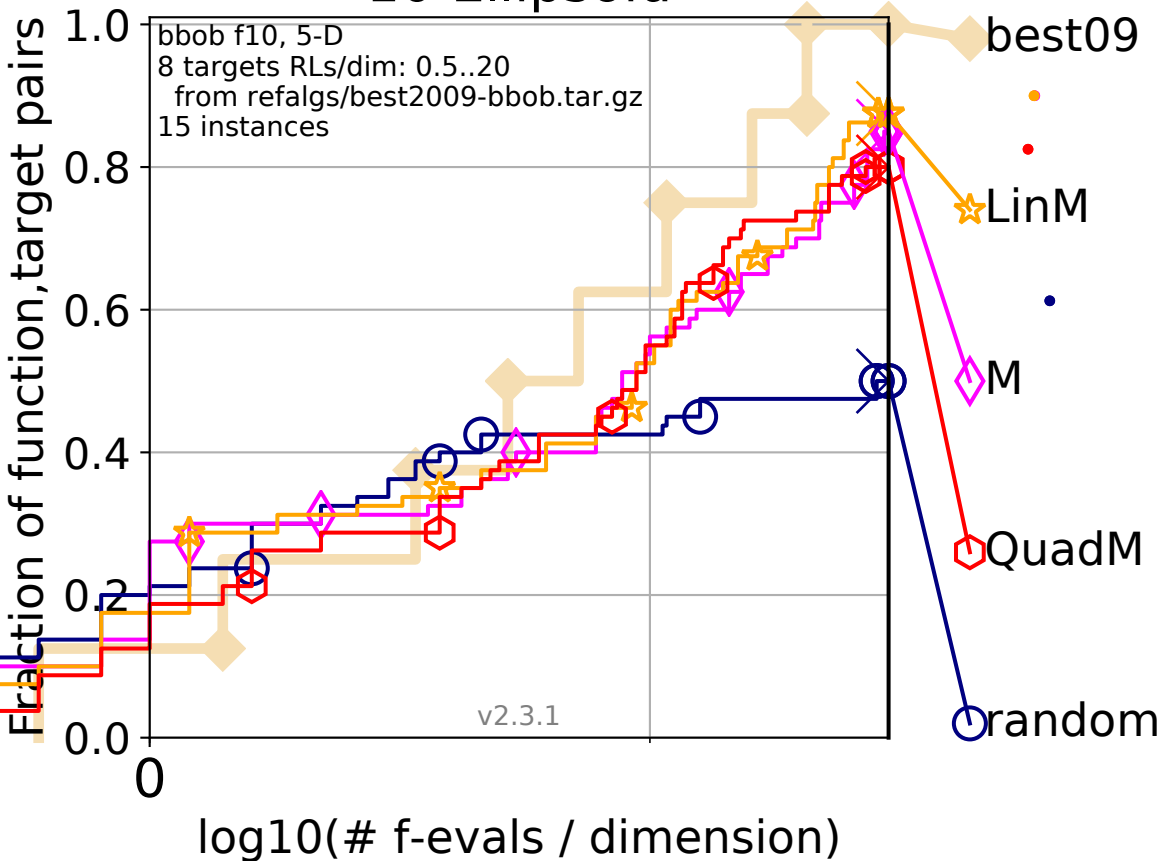 bbob f10, 5-D
8 targets RLs/dim: 0.5..20
from refalgs/best2009-bbob.tar.gz
15 instances
Fraction of function,target pairs
1.0
0.8
0.6
0.4
0.2
0.0
0
log10(# f-evals / dimension)
v2.3.1
best09
LinM
M
QuadM
random